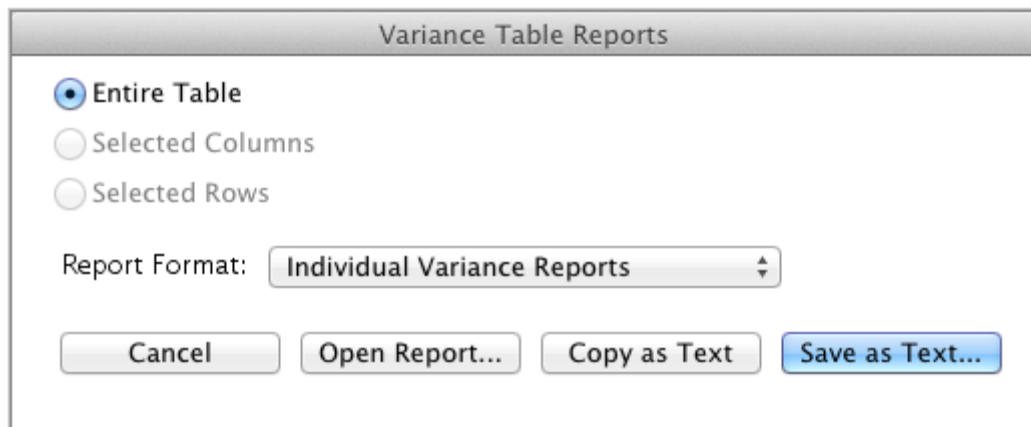 Variance Table Reports
Entire Table
Selected Columns
Selected Rows
Report Format: Individual Variance Reports
Cancel Open Report... Copy as Text Save as Text...